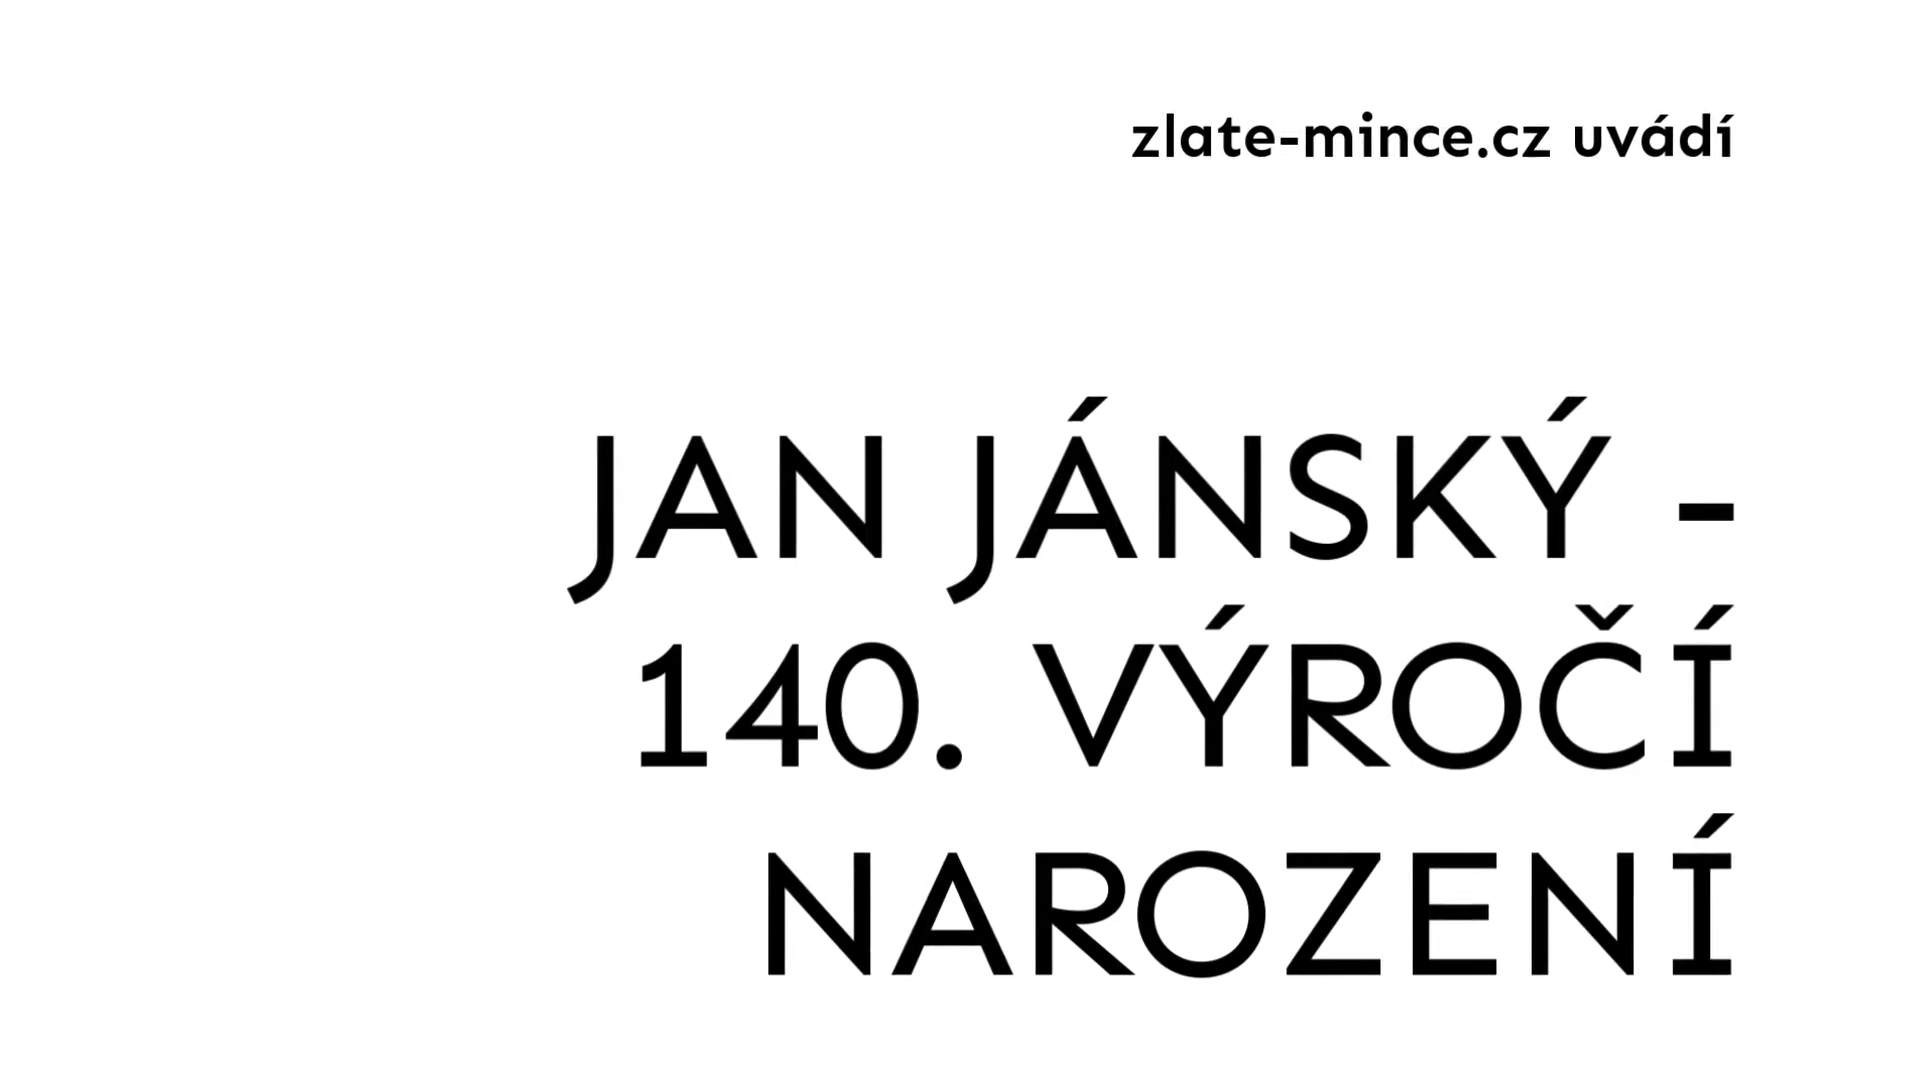 zlate-mince.cz uvádí
JAN JÁNSKÝ -
140. VÝROČÍ
NAROZENÍ